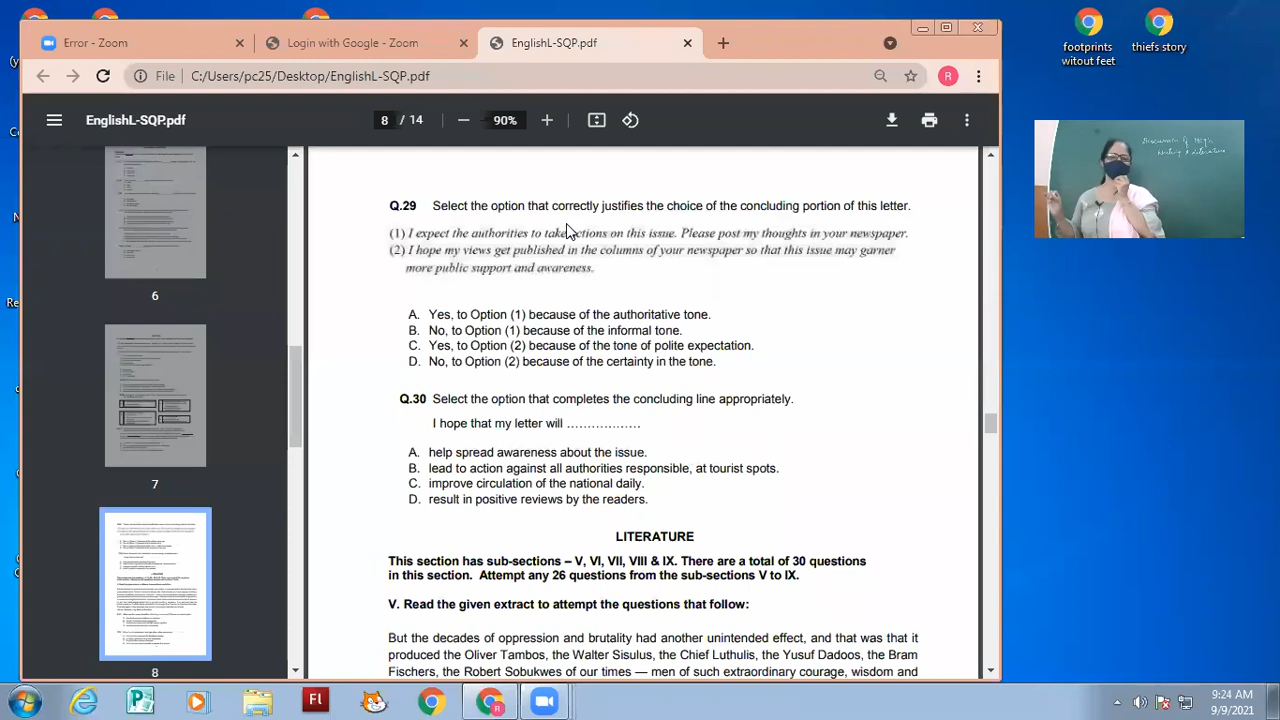 Error - Zoom
Login with Google - Zoom
EnglishL-SQP.pdf
File
C:/Users/pc25/Desktop/EnglishL-SQP.pdf
R
EnglishL-SQP.pdf
8 / 14
90%
footprints
witout feet
thiefs story
6
7
8
Q.29 Select the option that correctly justifies the choice of the concluding portion of this letter.
(1) I expect the authorities to take actions on this issue. Please post my thoughts in your newspaper.
(2) I hope my views get published in the columns of your newspaper so that this issue may garner
more public support and awareness.
A. Yes, to Option (1) because of the authoritative tone.
B. No, to Option (1) because of the informal tone.
C. Yes, to Option (2) because of the tone of polite expectation.
D. No, to Option (2) because of the certainty in the tone.
Q.30 Select the option that completes the concluding line appropriately.
I hope that my letter will ………………
A. help spread awareness about the issue.
B. lead to action against all authorities responsible, at tourist spots.
C. improve circulation of the national daily.
D. result in positive reviews by the readers.
LITERATURE
This section has sub-sections – V, VI, VII, VIII & IX. There are a total of 30 questions
in this section. Attempt any 26 questions from the sub-sections V to IX.
V. Read the given extract to attempt the questions that follow:
But the decades of oppression and brutality had another unintended effect, and that was that it
produced the Oliver Tambos, the Walter Sisulus, the Chief Luthulis, the Yusuf Dadoos, the Bram
Fischers, the Robert Sobukwes of our times — men of such extraordinary courage, wisdom and
Discussion of
Writing & Literature
Fl
9:24 AM
9/9/2021